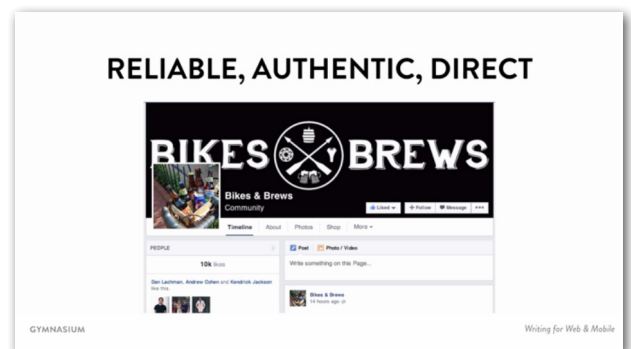 RELIABLE, AUTHENTIC, DIRECT
BIKES BREWS
Bikes & Brews
Community
Liked
Follow
Message
Timeline
About
Photos
Shop
More
PEOPLE
10k likes
Dan Lachman, Andrew Cohen and Kendrick Jackson
like this.
Post
Photo / Video
Write something on this Page...
Bikes & Brews
14 hours ago
GYMNASIUM
Writing for Web & Mobile